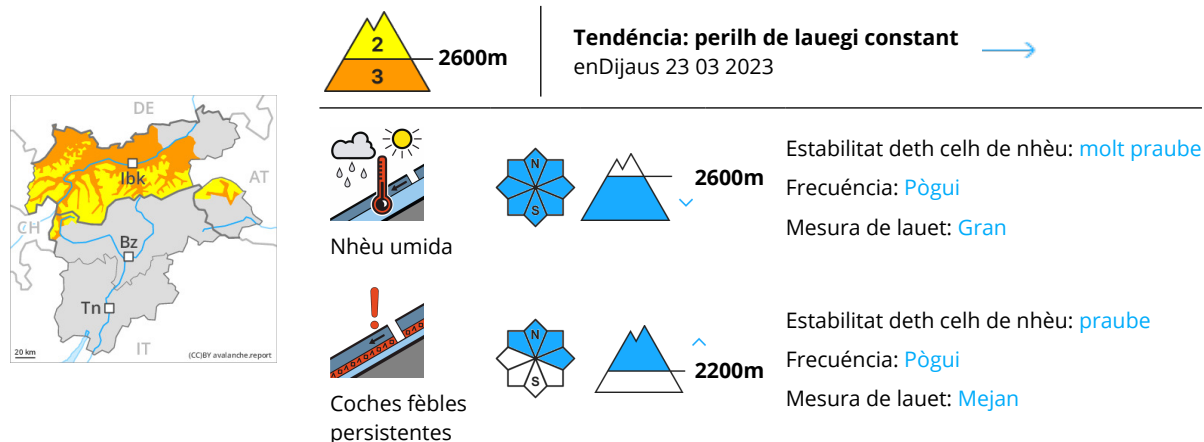 2
3
2600m
Tendéncia: perilh de lauegi constant
enDijaus 23 03 2023
DE
AT
CH
IT
Ibk
Bz
Tn
20 km
(CC)BY avalanche.report
Nhèu umida
N
S
2600m
Estabilitat deth celh de nhèu: molt praube
Frecuéncia: Pògui
Mesura de lauet: Gran
Coches fèbles
persistentes
N
S
2200m
Estabilitat deth celh de nhèu: praube
Frecuéncia: Pògui
Mesura de lauet: Mejan